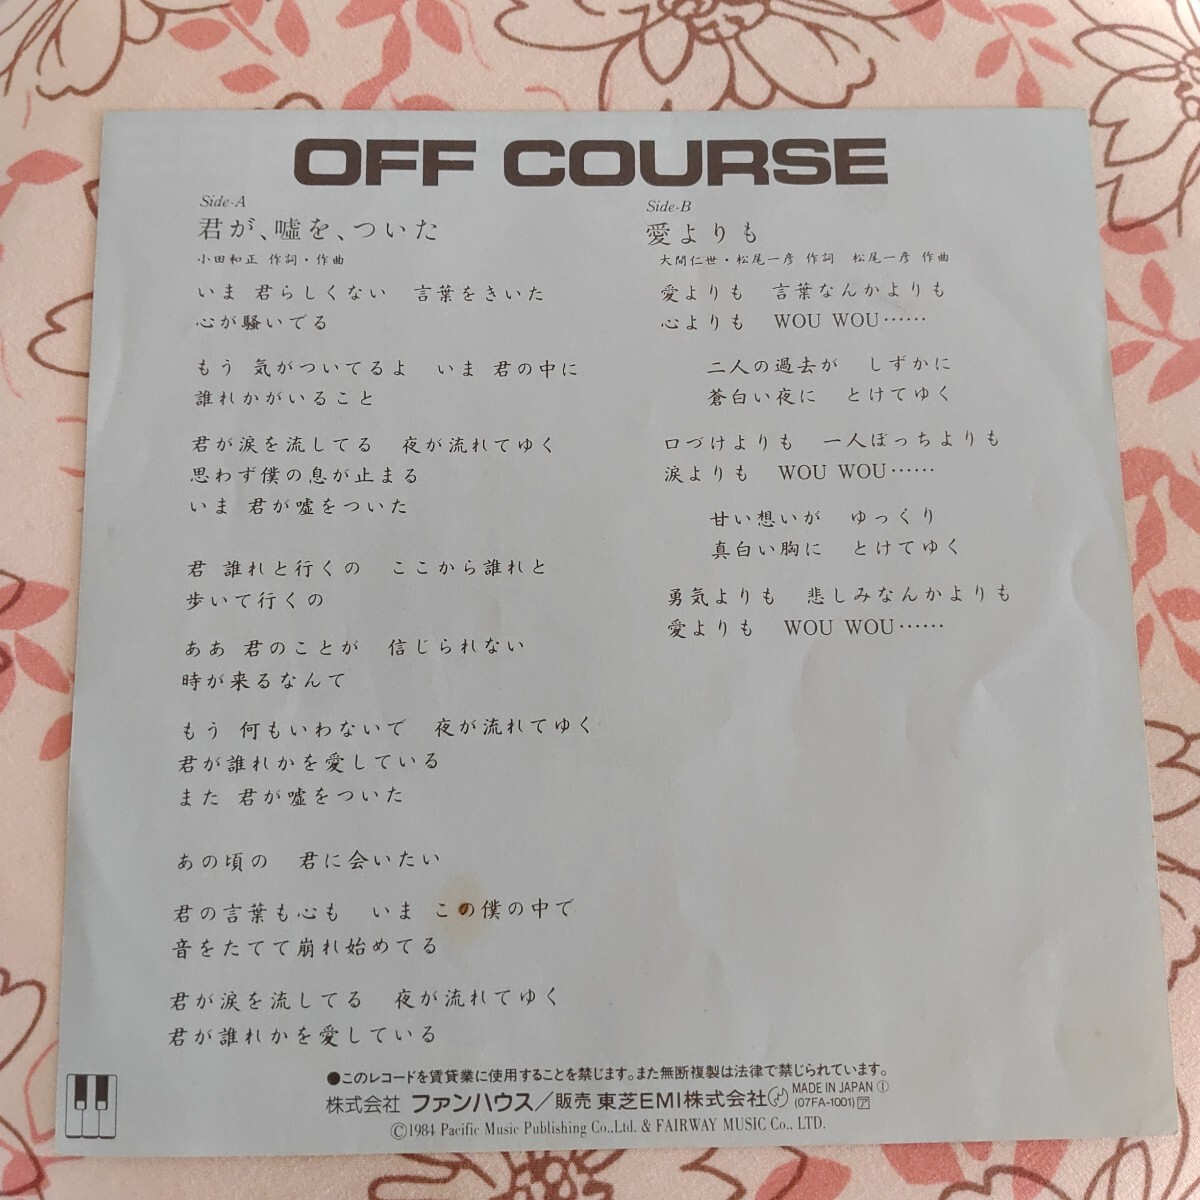 OFF COURSE
Side-A
君が、嘘を、ついた
小田和正 作詞・作曲
いま 君らしくない 言葉をきいた
心が騒いでる
もう 気がついてるよ いま 君の中に
誰れかがいること
君が涙を流してる 夜が流れてゆく
思わず僕の息が止まる
いま 君が嘘をついた
君 誰れと行くの ここから誰れと
歩いて行くの
ああ 君のことが 信じられない
時が来るなんて
もう 何もいわないで 夜が流れてゆく
君が誰れかを愛している
また 君が嘘をついた
あの頃の 君に会いたい
君の言葉も心も いま この僕の中で
音をたてて崩れ始めてる
君が涙を流してる 夜が流れてゆく
君が誰れかを愛している
Side-B
愛よりも
大間仁世・松尾一彦 作詞 松尾一彦 作曲
愛よりも 言葉なんかよりも
心よりも WOU WOU……
二人の過去が しずかに
蒼白い夜に とけてゆく
口づけよりも 一人ぼっちよりも
涙よりも WOU WOU……
甘い想いが ゆっくり
真白い胸に とけてゆく
勇気よりも 悲しみなんかよりも
愛よりも WOU WOU……
●このレコードを賃貸業に使用することを禁じます。また無断複製は法律で禁じられています。
株式会社 ファンハウス/販売 東芝EMI株式会社 MADE IN JAPAN ①
(07FA-1001) ア
©1984 Pacific Music Publishing Co.,Ltd. & FAIRWAY MUSIC Co., LTD.